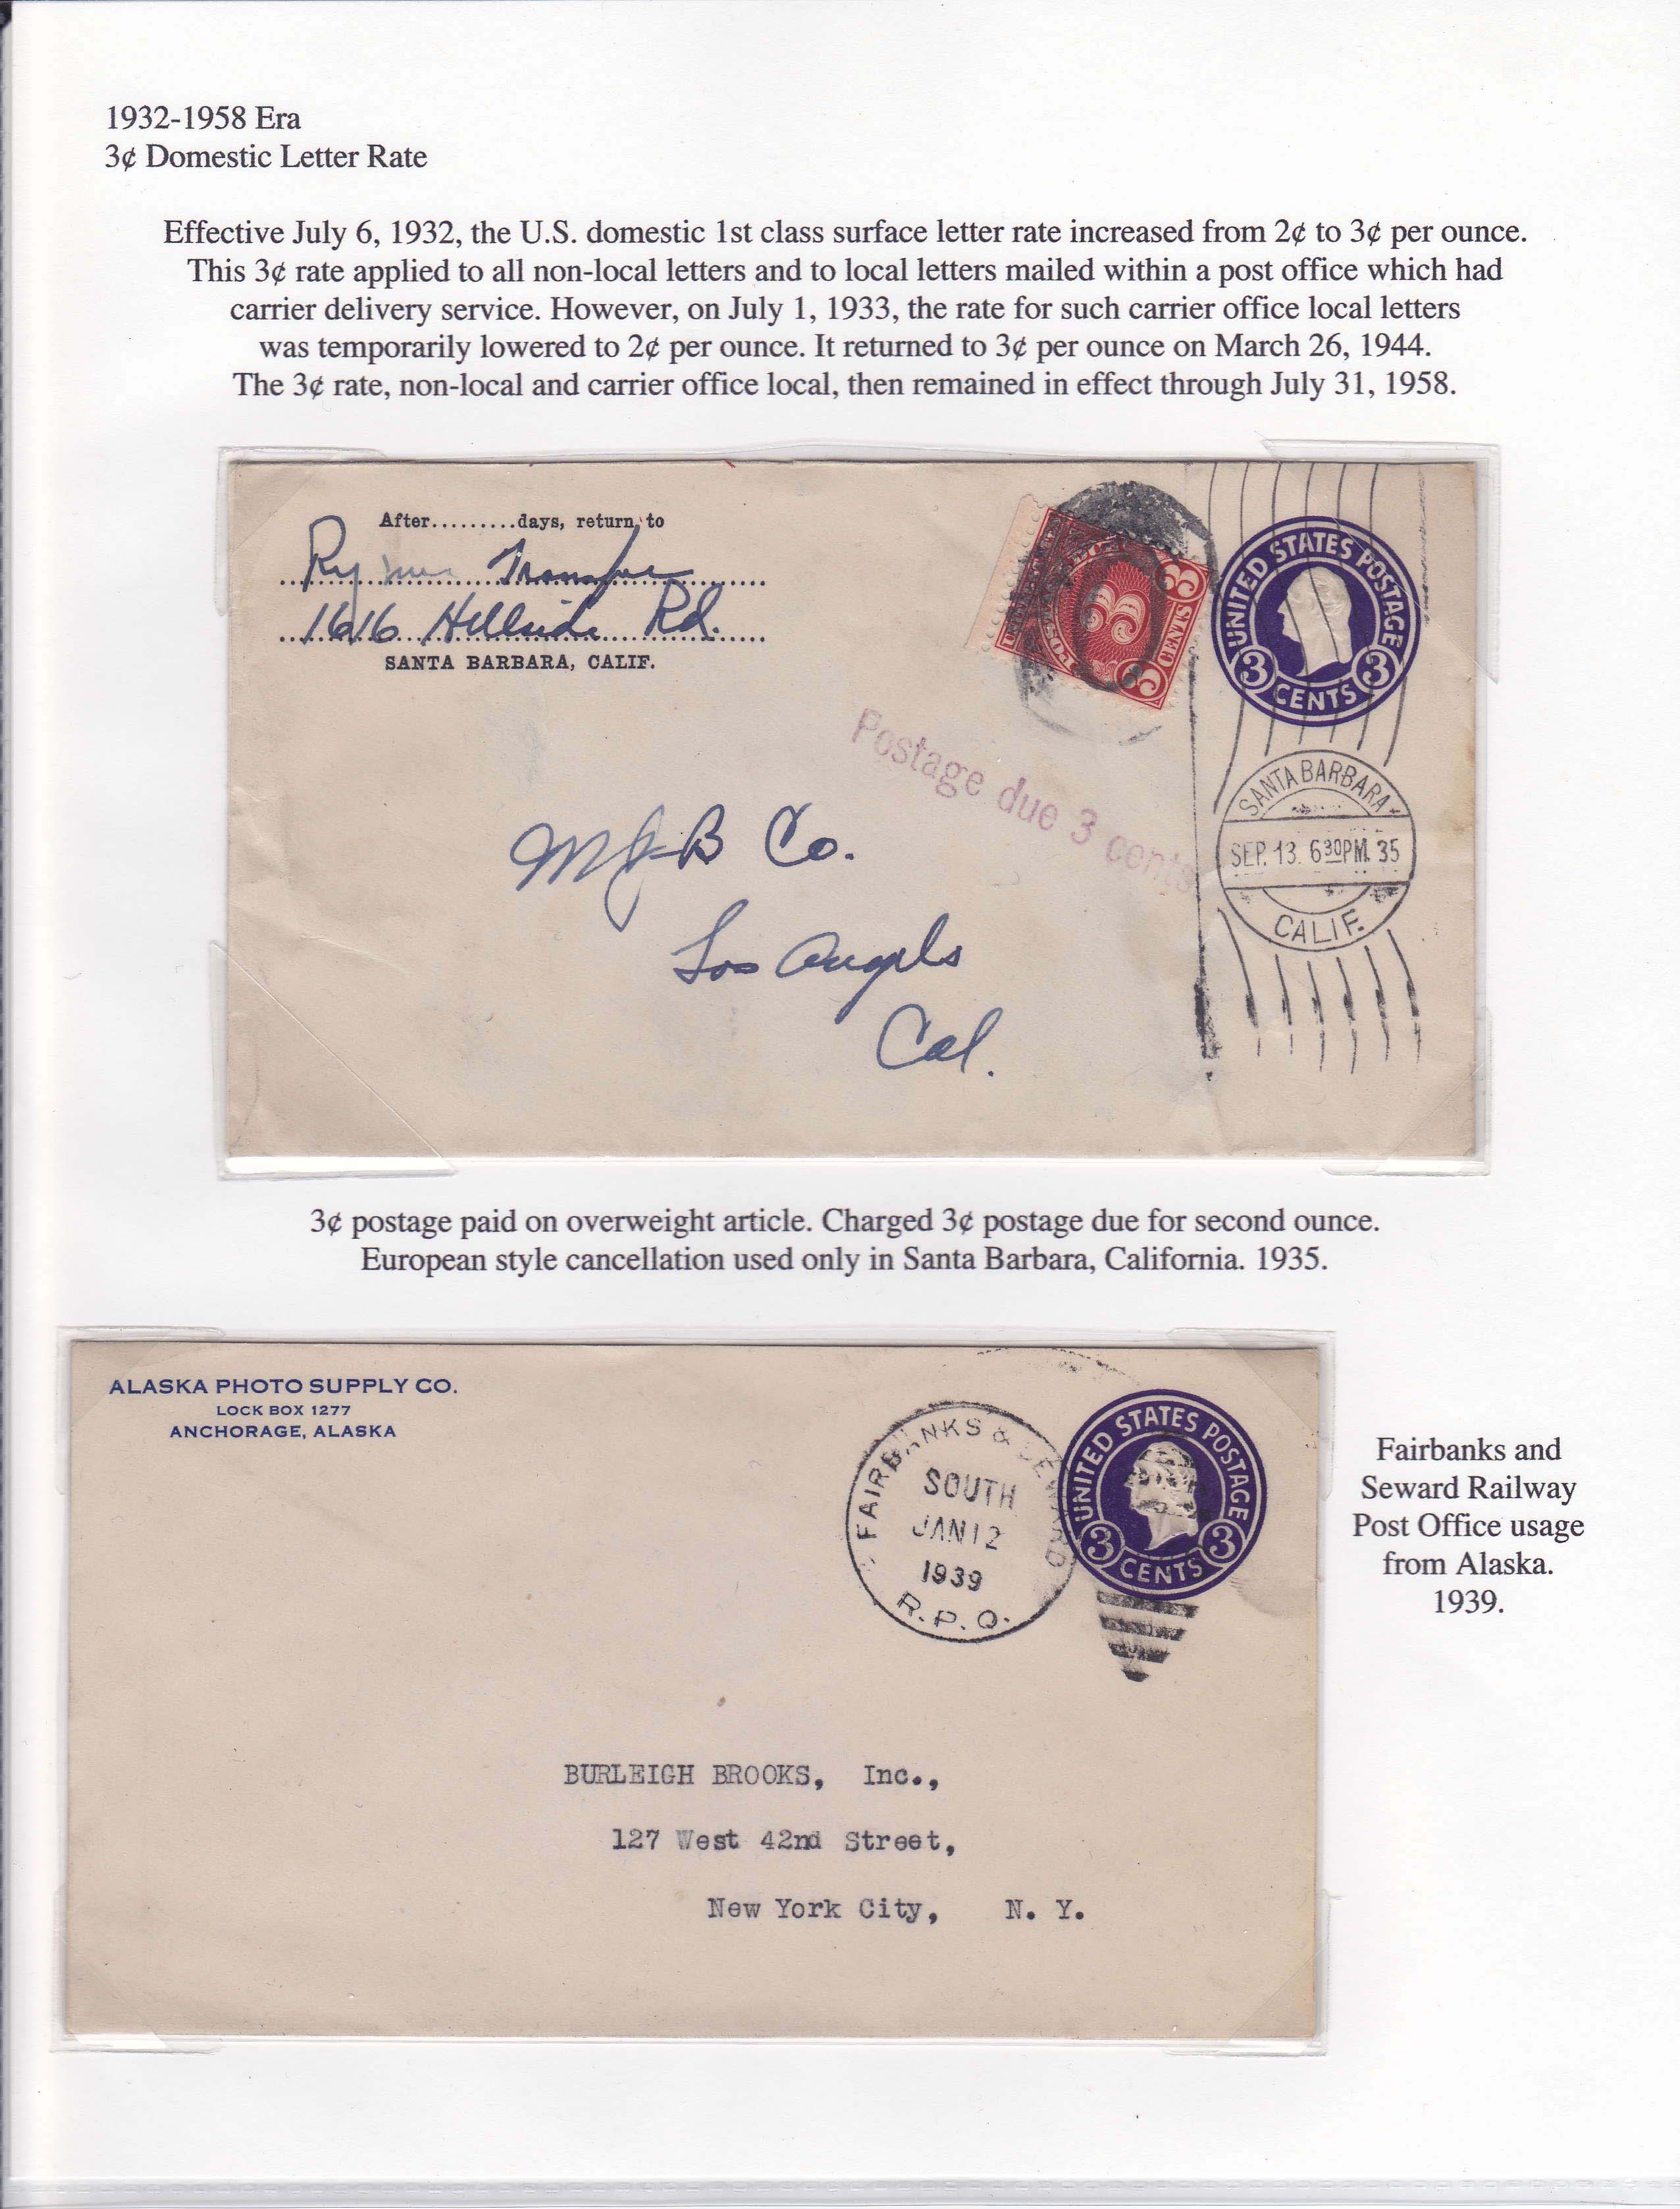 1932-1958 Era
3¢ Domestic Letter Rate
Effective July 6, 1932, the U.S. domestic 1st class surface letter rate increased from 2¢ to 3¢ per ounce.
This 3¢ rate applied to all non-local letters and to local letters mailed within a post office which had
carrier delivery service. However, on July 1, 1933, the rate for such carrier office local letters
was temporarily lowered to 2¢ per ounce. It returned to 3¢ per ounce on March 26, 1944.
The 3¢ rate, non-local and carrier office local, then remained in effect through July 31, 1958.
After.........days, return to
Transfer
1616 Hillside Rd.
SANTA BARBARA, CALIF.
UNITED STATES POSTAGE
3 CENTS 3
Postage due 3 cents
SANTA BARBARA
SEP. 13. 6 30 PM. 35
CALIF.
MJB Co.
Los Angels
Cal.
3¢ postage paid on overweight article. Charged 3¢ postage due for second ounce.
European style cancellation used only in Santa Barbara, California. 1935.
ALASKA PHOTO SUPPLY CO.
LOCK BOX 1277
ANCHORAGE, ALASKA
FAIRBANKS & SEWARD
SOUTH
JAN 12
1939
R.P.O.
UNITED STATES POSTAGE
3 CENTS 3
Fairbanks and
Seward Railway
Post Office usage
from Alaska.
1939.
BURLEIGH BROOKS, Inc.,
127 West 42nd Street,
New York City, N. Y.